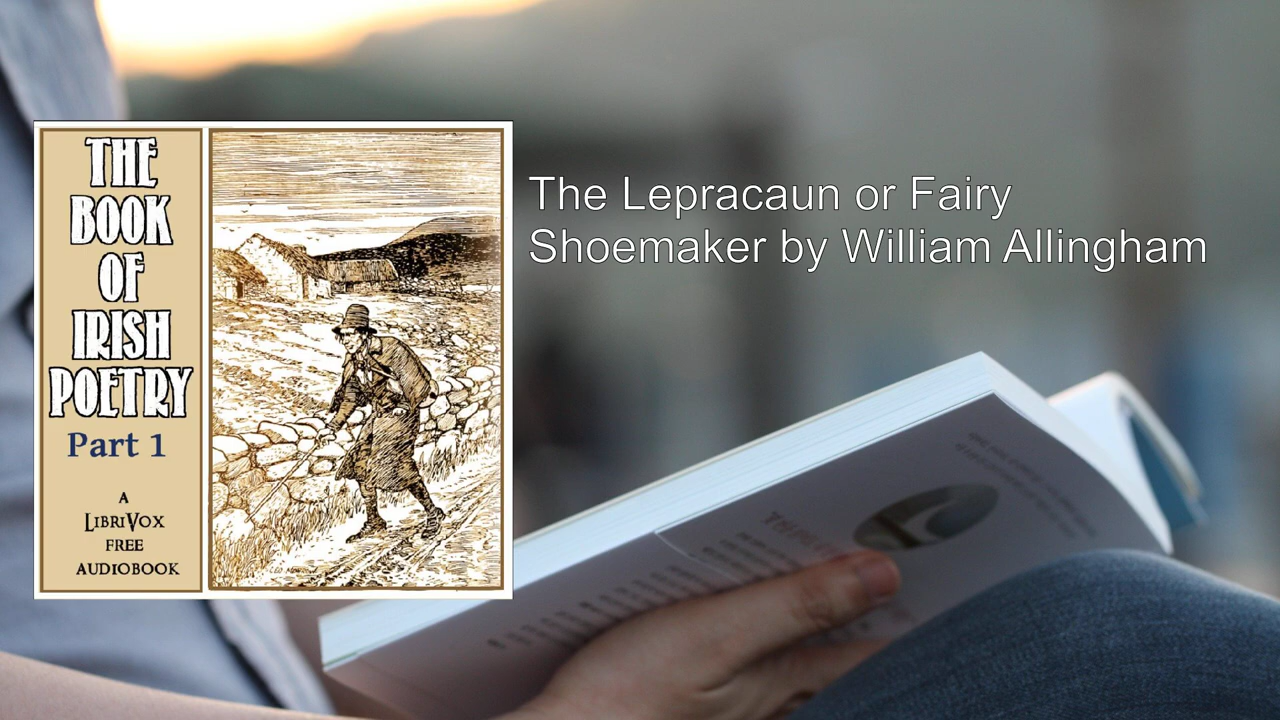 THE
BOOK
OF
IRISH
POETRY
Part 1
A
LIBRIVOX
FREE
AUDIOBOOK
The Lepracaun or Fairy
Shoemaker by William Allingham